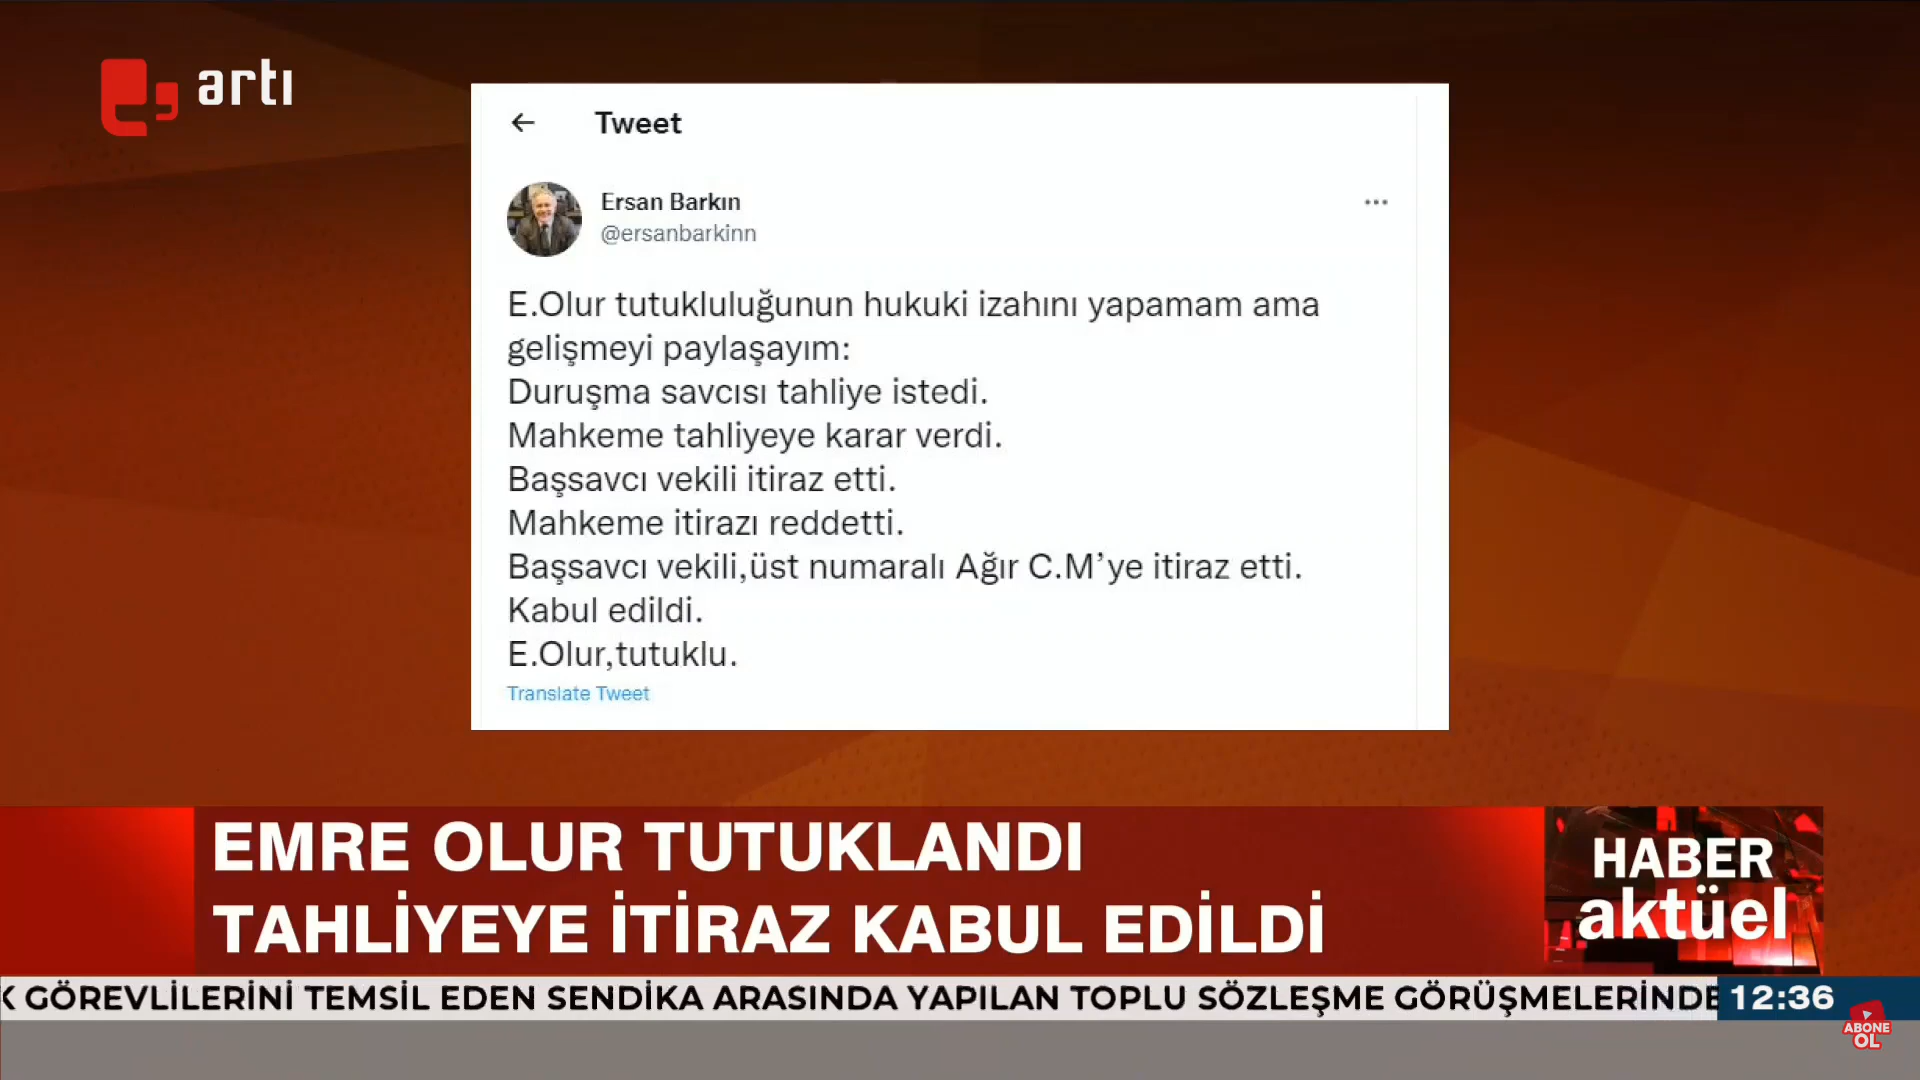 artı
Tweet
Ersan Barkın
@ersanbarkinn
E.Olur tutukluluğunun hukuki izahını yapamam ama
gelişmeyi paylaşayım:
Duruşma savcısı tahliye istedi.
Mahkeme tahliyeye karar verdi.
Başsavcı vekili itiraz etti.
Mahkeme itirazı reddetti.
Başsavcı vekili,üst numaralı Ağır C.M’ye itiraz etti.
Kabul edildi.
E.Olur,tutuklu.
Translate Tweet
EMRE OLUR TUTUKLANDI
TAHLİYEYE İTİRAZ KABUL EDİLDİ
HABER
aktüel
K GÖREVLİLERİNİ TEMSİL EDEN SENDİKA ARASINDA YAPILAN TOPLU SÖZLEŞME GÖRÜŞMELERİNDE
12:36
ABONE
OL